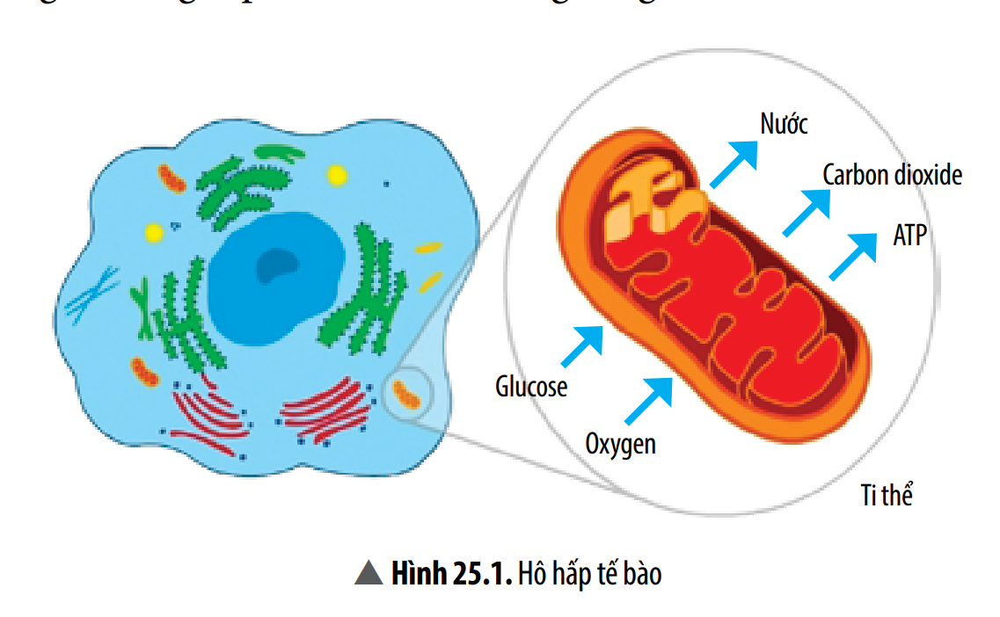 Nước
Carbon dioxide
ATP
Glucose
Oxygen
Ti thể
▲ Hình 25.1. Hô hấp tế bào